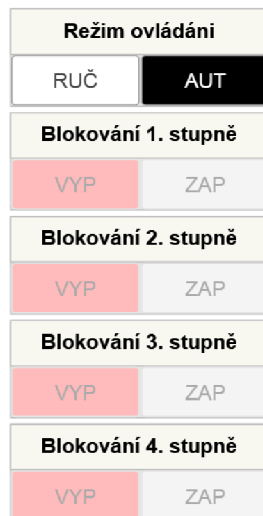 Režim ovládáni
RUČ AUT
Blokování 1. stupně
VYP ZAP
Blokování 2. stupně
VYP ZAP
Blokování 3. stupně
VYP ZAP
Blokování 4. stupně
VYP ZAP